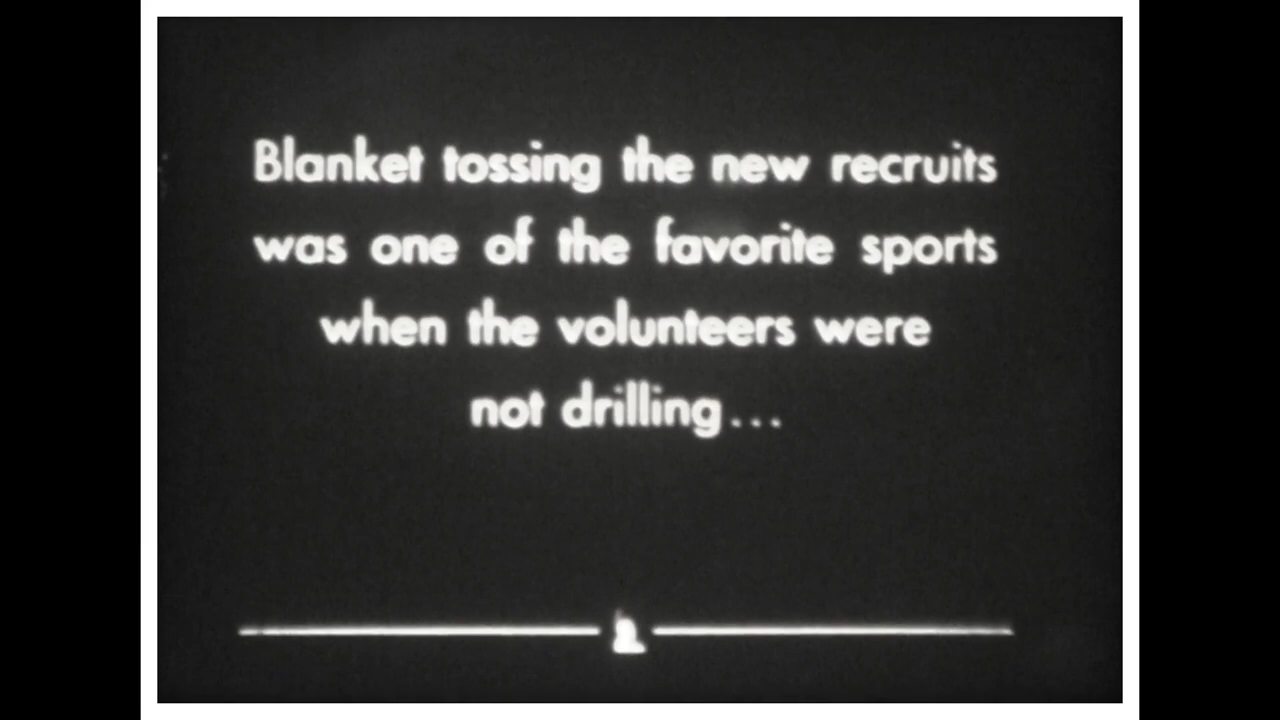 Blanket tossing the new recruits
was one of the favorite sports
when the volunteers were
not drilling...